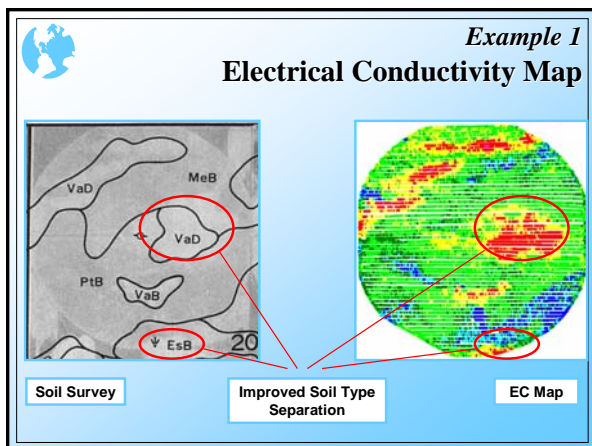 Example 1
Electrical Conductivity Map
VaD
MeB
VaD
PtB
VaB
EsB
20
Soil Survey
Improved Soil Type
Separation
EC Map